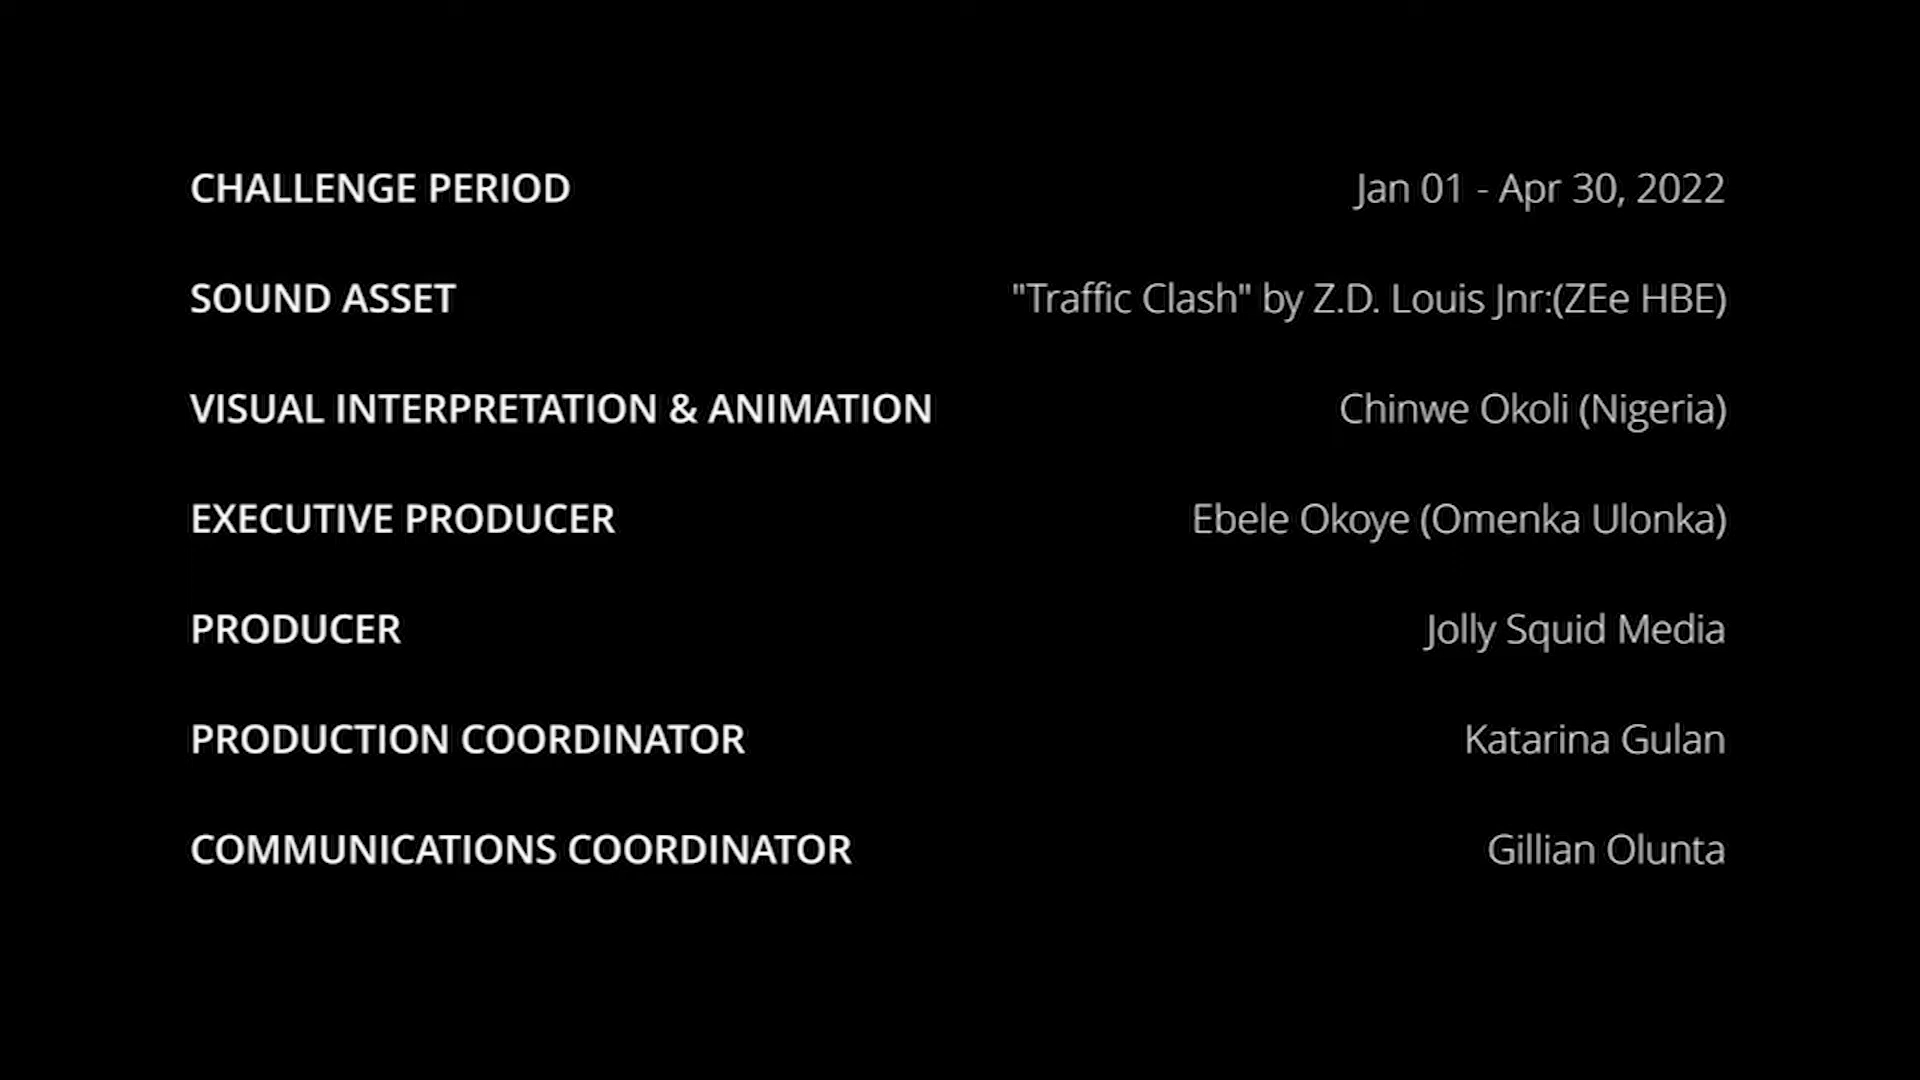 CHALLENGE PERIOD Jan 01 - Apr 30, 2022
SOUND ASSET "Traffic Clash" by Z.D. Louis Jnr:(ZEe HBE)
VISUAL INTERPRETATION & ANIMATION Chinwe Okoli (Nigeria)
EXECUTIVE PRODUCER Ebele Okoye (Omenka Ulonka)
PRODUCER Jolly Squid Media
PRODUCTION COORDINATOR Katarina Gulan
COMMUNICATIONS COORDINATOR Gillian Olunta